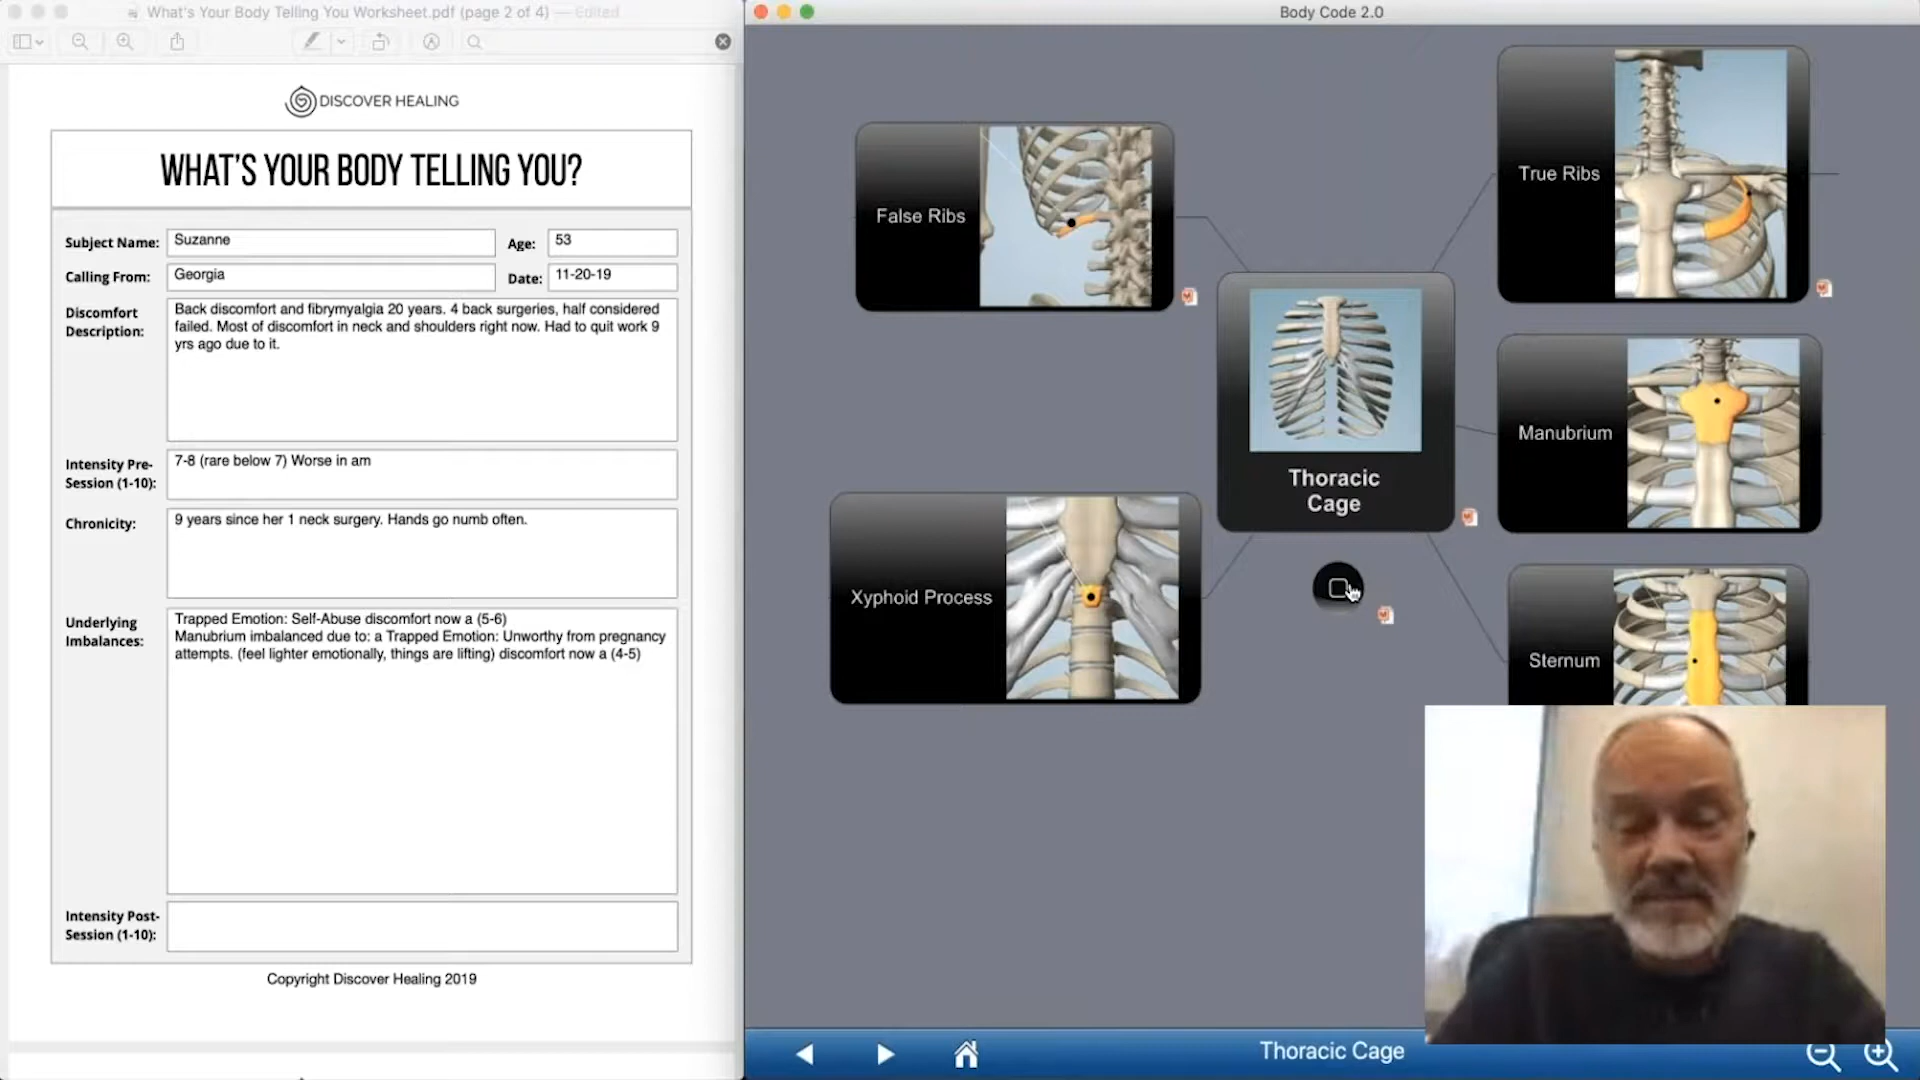 What's Your Body Telling You Worksheet.pdf (page 2 of 4) — Edited
DISCOVER HEALING
WHAT'S YOUR BODY TELLING YOU?
Subject Name: Suzanne Age: 53
Calling From: Georgia Date: 11-20-19
Discomfort Description:
Back discomfort and fibrymyalgia 20 years. 4 back surgeries, half considered
failed. Most of discomfort in neck and shoulders right now. Had to quit work 9
yrs ago due to it.
Intensity Pre-
Session (1-10):
7-8 (rare below 7) Worse in am
Chronicity: 9 years since her 1 neck surgery. Hands go numb often.
Underlying
Imbalances:
Trapped Emotion: Self-Abuse discomfort now a (5-6)
Manubrium imbalanced due to: a Trapped Emotion: Unworthy from pregnancy
attempts. (feel lighter emotionally, things are lifting) discomfort now a (4-5)
Intensity Post-
Session (1-10):
Copyright Discover Healing 2019
Body Code 2.0
False Ribs
True Ribs
Thoracic
Cage
Manubrium
Xyphoid Process
Sternum
Thoracic Cage